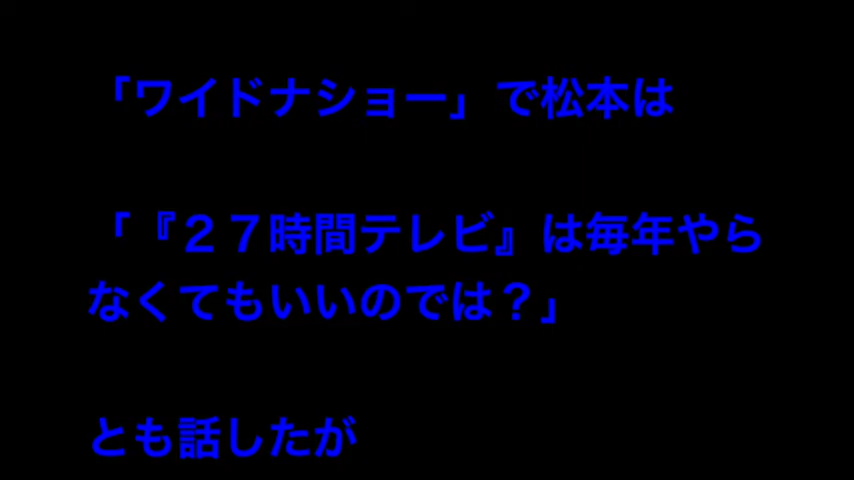 「ワイドナショー」で松本は
「『２７時間テレビ』は毎年やら
なくてもいいのでは？」
とも話したが